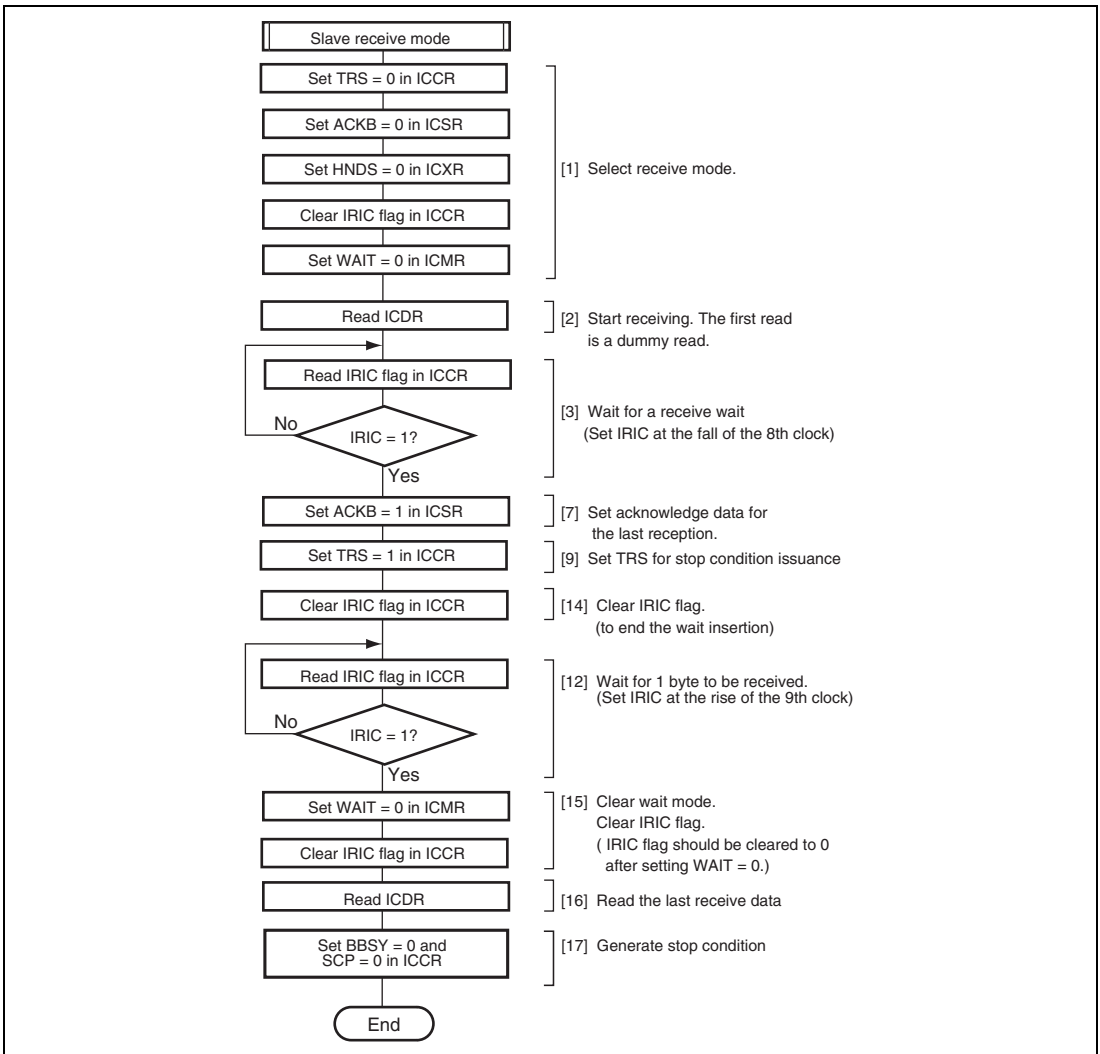 Slave receive mode
Set TRS = 0 in ICCR
Set ACKB = 0 in ICSR
Set HNDS = 0 in ICXR
[1] Select receive mode.
Clear IRIC flag in ICCR
Set WAIT = 0 in ICMR
Read ICDR
[2] Start receiving. The first read
is a dummy read.
Read IRIC flag in ICCR
[3] Wait for a receive wait
(Set IRIC at the fall of the 8th clock)
No
IRIC = 1?
Yes
Set ACKB = 1 in ICSR
[7] Set acknowledge data for
the last reception.
Set TRS = 1 in ICCR
[9] Set TRS for stop condition issuance
Clear IRIC flag in ICCR
[14] Clear IRIC flag.
(to end the wait insertion)
Read IRIC flag in ICCR
[12] Wait for 1 byte to be received.
(Set IRIC at the rise of the 9th clock)
No
IRIC = 1?
Yes
Set WAIT = 0 in ICMR
[15] Clear wait mode.
Clear IRIC flag.
( IRIC flag should be cleared to 0
after setting WAIT = 0.)
Clear IRIC flag in ICCR
Read ICDR
[16] Read the last receive data
Set BBSY = 0 and
SCP = 0 in ICCR
[17] Generate stop condition
End